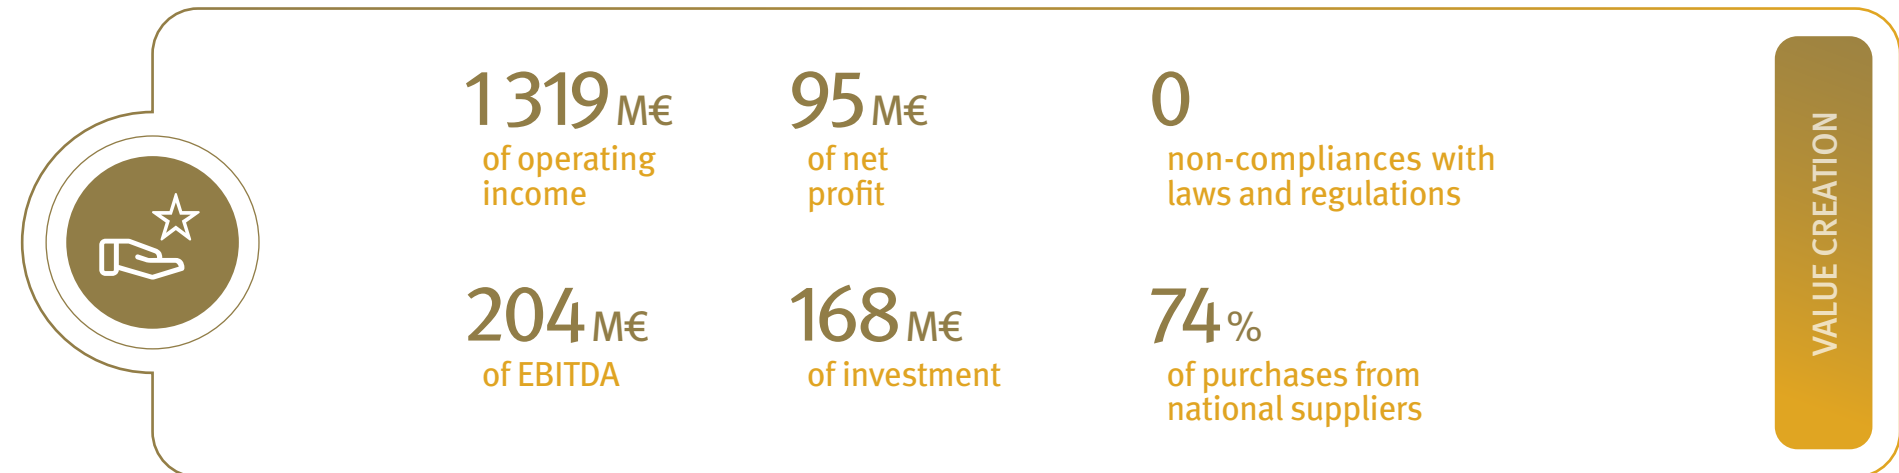 1 319 M€
of operating
income
95 M€
of net
profit
0
non-compliances with
laws and regulations
204 M€
of EBITDA
168 M€
of investment
74 %
of purchases from
national suppliers
VALUE CREATION